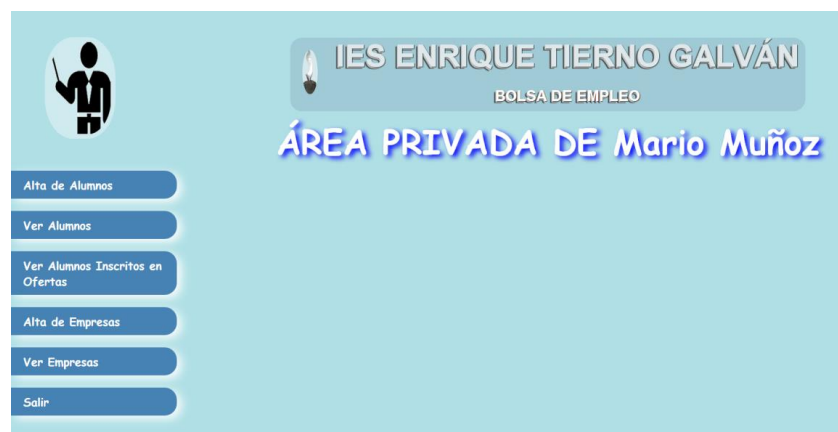 IES ENRIQUE TIERNO GALVÁN
BOLSA DE EMPLEO
ÁREA PRIVADA DE Mario Muñoz
Alta de Alumnos
Ver Alumnos
Ver Alumnos Inscritos en
Ofertas
Alta de Empresas
Ver Empresas
Salir